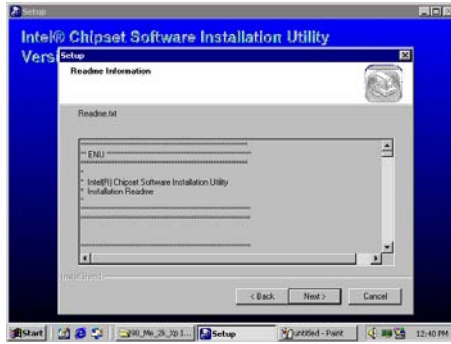 Setup
Intel® Chipset Software Installation Utility
Vers
Setup
Readme Information
Readme.txt
** ENU **
* Intel(R) Chipset Software Installation Utility
* Installation Readme
InstallShield
< Back
Next >
Cancel
Start
Setup
untitled - Paint
12:40 PM